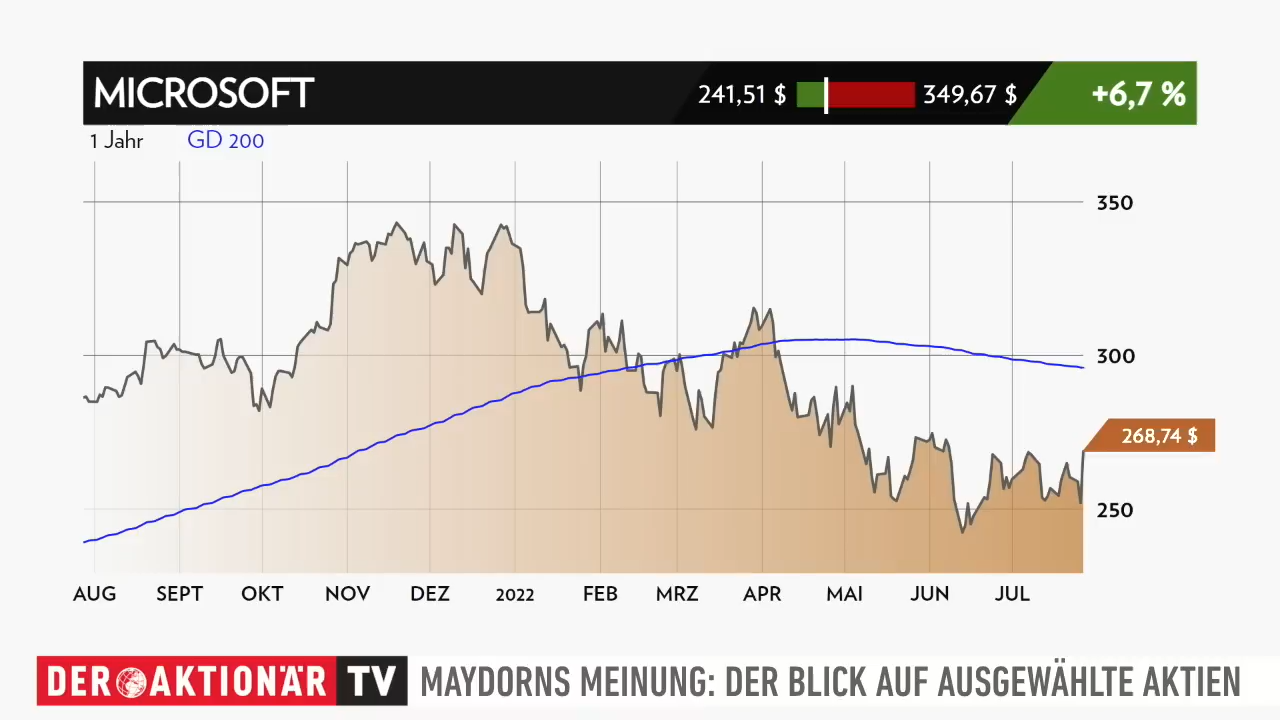 MICROSOFT 241,51 $ 349,67 $ +6,7 %
1 Jahr GD 200
350
300
268,74 $
250
AUG SEPT OKT NOV DEZ 2022 FEB MRZ APR MAI JUN JUL
DER AKTIONÄR TV MAYDORNS MEINUNG: DER BLICK AUF AUSGEWÄHLTE AKTIEN